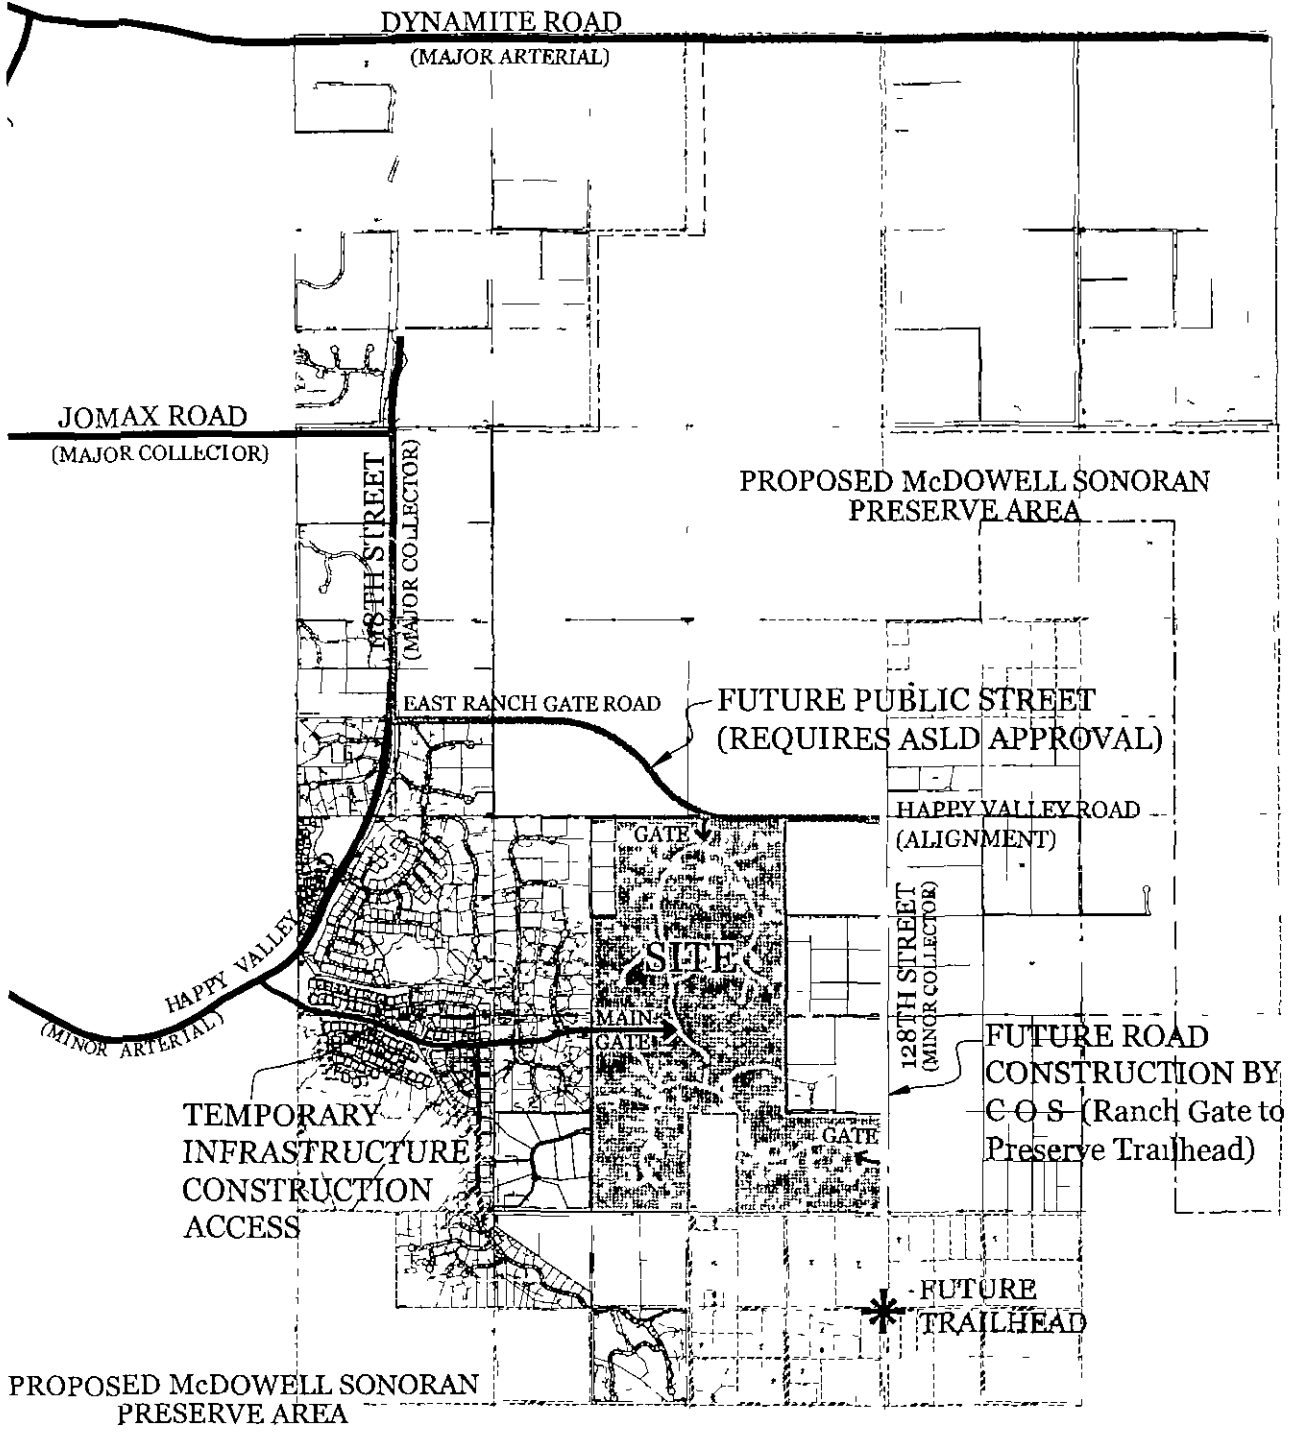 DYNAMITE ROAD
(MAJOR ARTERIAL)
JOMAX ROAD
(MAJOR COLLECTOR)
118TH STREET
(MAJOR COLLECTOR)
PROPOSED McDOWELL SONORAN
PRESERVE AREA
EAST RANCH GATE ROAD
FUTURE PUBLIC STREET
(REQUIRES ASLD APPROVAL)
HAPPY VALLEY ROAD
(ALIGNMENT)
GATE
SITE
HAPPY VALLEY
(MINOR ARTERIAL)
MAIN
GATE
128TH STREET
(MINOR COLLECTOR)
FUTURE ROAD
CONSTRUCTION BY
C O S (Ranch Gate to
Preserve Trailhead)
TEMPORARY
INFRASTRUCTURE
CONSTRUCTION
ACCESS
GATE
FUTURE
TRAILHEAD
PROPOSED McDOWELL SONORAN
PRESERVE AREA